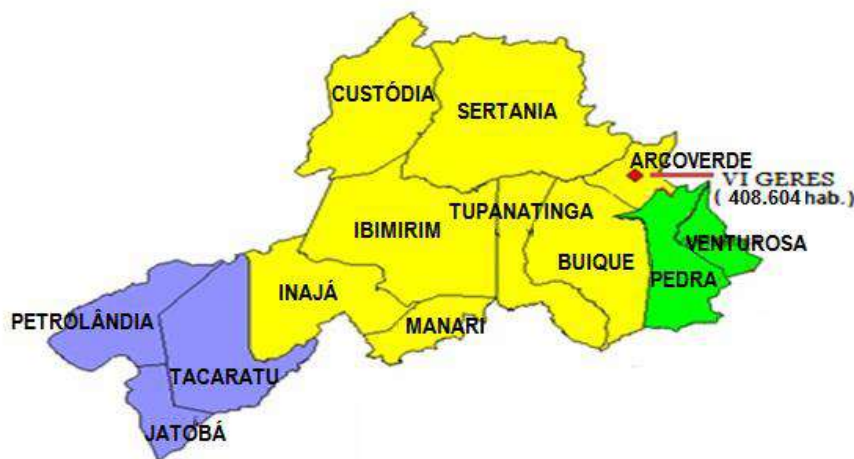 CUSTÓDIA
SERTANIA
ARCOVERDE
VI GERES
( 408.604 hab.)
TUPANATINGA
IBIMIRIM
VENTUROSA
BUIQUE
PEDRA
INAJÁ
PETROLÂNDIA
MANARI
TACARATU
JATOBÁ